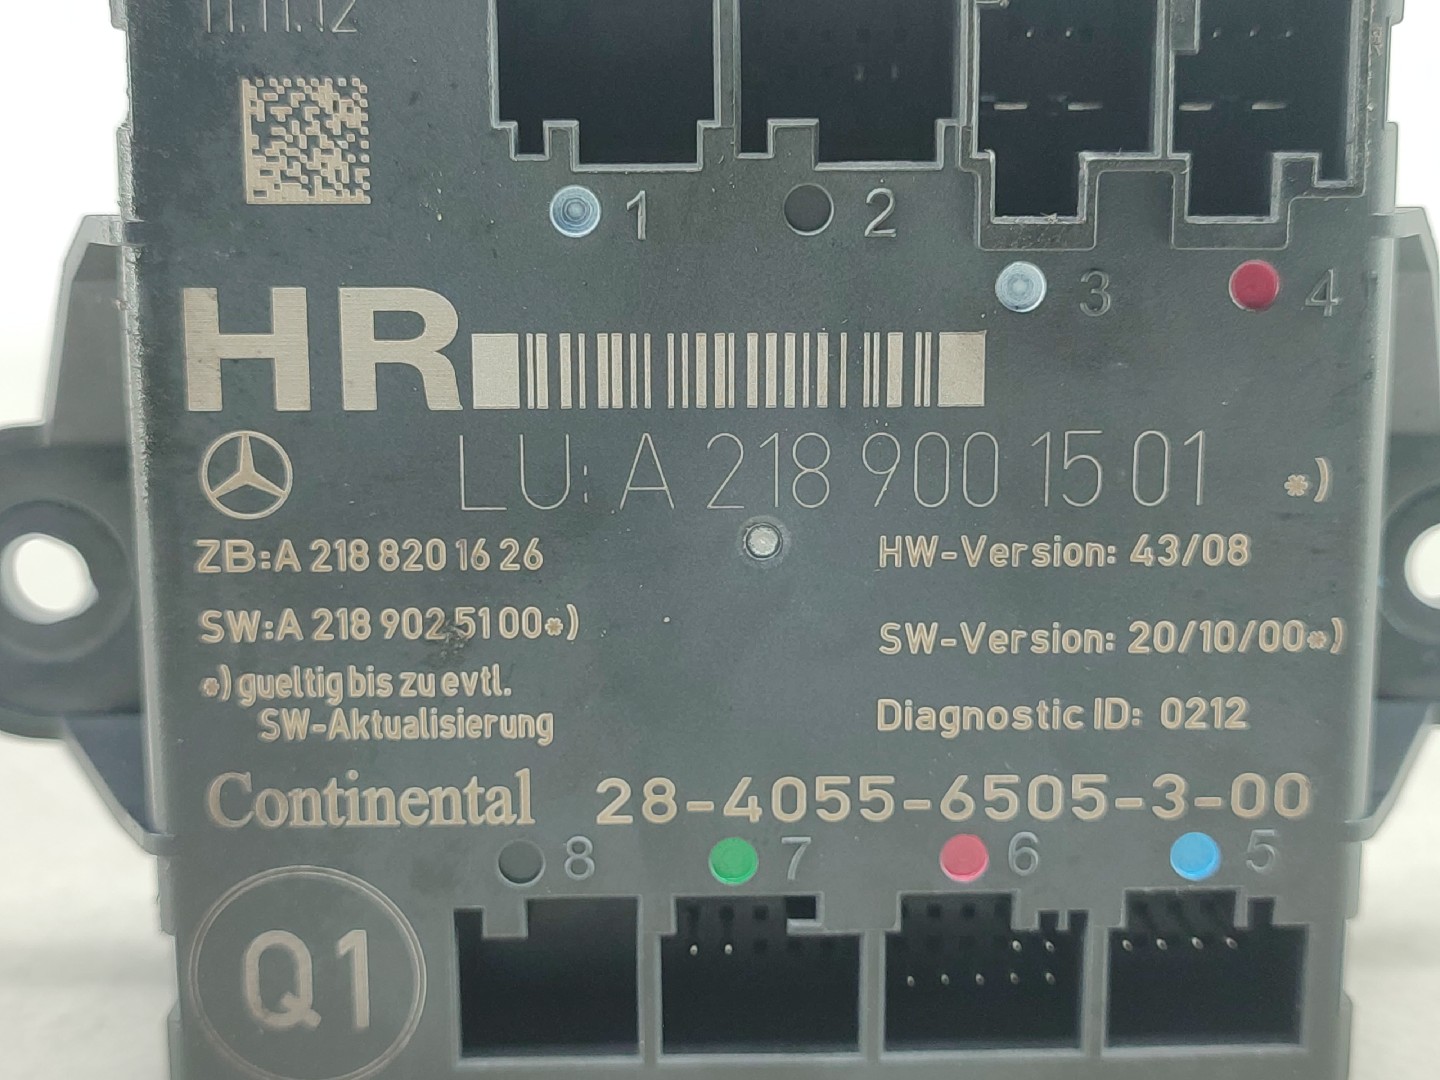 11.11.12
1 2
3 4
HR
LU: A 218 900 15 01 *)
ZB: A 218 820 16 26 HW-Version: 43/08
SW: A 218 902 51 00 *) SW-Version: 20/10/00 *)
*) gueltig bis zu evtl.
SW-Aktualisierung
Diagnostic ID: 0212
Continental 28-4055-6505-3-00
8 7 6 5
Q1